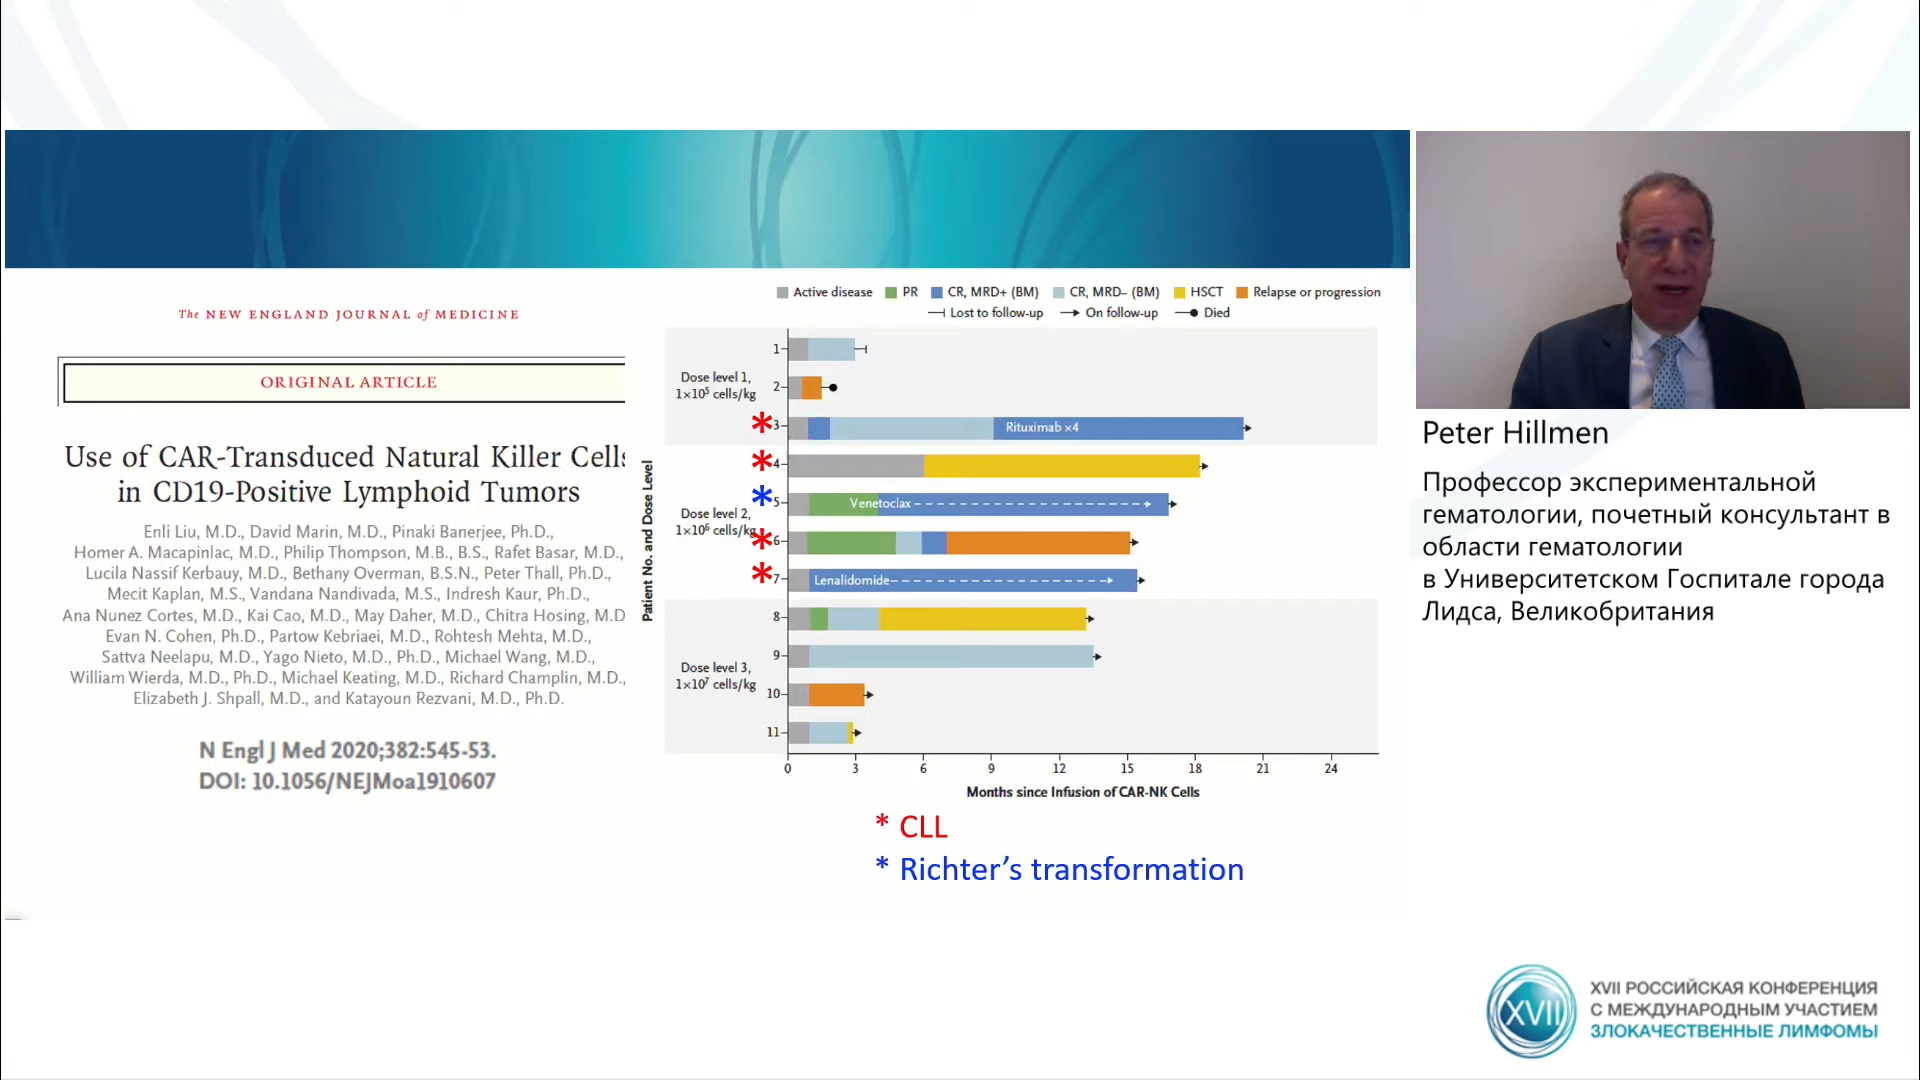 The NEW ENGLAND JOURNAL of MEDICINE
ORIGINAL ARTICLE
Use of CAR-Transduced Natural Killer Cells
in CD19-Positive Lymphoid Tumors
Enli Liu, M.D., David Marin, M.D., Pinaki Banerjee, Ph.D.,
Homer A. Macapinlac, M.D., Philip Thompson, M.B., B.S., Rafet Basar, M.D.,
Lucila Nassif Kerbauy, M.D., Bethany Overman, B.S.N., Peter Thall, Ph.D.,
Mecit Kaplan, M.S., Vandana Nandivada, M.S., Indresh Kaur, Ph.D.,
Ana Nunez Cortes, M.D., Kai Cao, M.D., May Daher, M.D., Chitra Hosing, M.D
Evan N. Cohen, Ph.D., Partow Kebriaei, M.D., Rohtesh Mehta, M.D.,
Sattva Neelapu, M.D., Yago Nieto, M.D., Ph.D., Michael Wang, M.D.,
William Wierda, M.D., Ph.D., Michael Keating, M.D., Richard Champlin, M.D.,
Elizabeth J. Shpall, M.D., and Katayoun Rezvani, M.D., Ph.D.
N Engl J Med 2020;382:545-53.
DOI: 10.1056/NEJMoa1910607
Active disease PR CR, MRD+ (BM) CR, MRD− (BM) HSCT Relapse or progression
Lost to follow-up On follow-up Died
Patient No. and Dose Level
Dose level 1,
1×10⁵ cells/kg
1
2
* 3 Rituximab ×4
Dose level 2,
1×10⁶ cells/kg
* 4
* 5 Venetoclax
* 6
* 7 Lenalidomide
Dose level 3,
1×10⁷ cells/kg
8
9
10
11
0 3 6 9 12 15 18 21 24
Months since Infusion of CAR-NK Cells
* CLL
* Richter’s transformation
Peter Hillmen
Профессор экспериментальной
гематологии, почетный консультант в
области гематологии
в Университетском Госпитале города
Лидса, Великобритания
XVII
XVII РОССИЙСКАЯ КОНФЕРЕНЦИЯ
С МЕЖДУНАРОДНЫМ УЧАСТИЕМ
ЗЛОКАЧЕСТВЕННЫЕ ЛИМФОМЫ